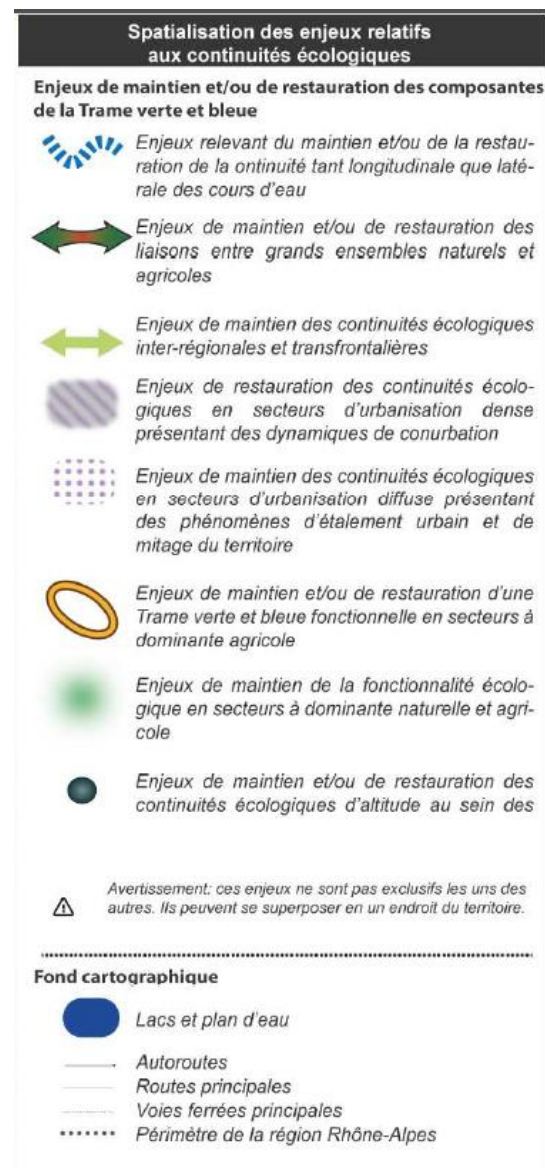 Spatialisation des enjeux relatifs
aux continuités écologiques
Enjeux de maintien et/ou de restauration des composantes
de la Trame verte et bleue
Enjeux relevant du maintien et/ou de la restau-
ration de la ontinuité tant longitudinale que laté-
rale des cours d'eau
Enjeux de maintien et/ou de restauration des
liaisons entre grands ensembles naturels et
agricoles
Enjeux de maintien des continuités écologiques
inter-régionales et transfrontalières
Enjeux de restauration des continuités écolo-
giques en secteurs d'urbanisation dense
présentant des dynamiques de conurbation
Enjeux de maintien des continuités écologiques
en secteurs d'urbanisation diffuse présentant
des phénomènes d'étalement urbain et de
mitage du territoire
Enjeux de maintien et/ou de restauration d'une
Trame verte et bleue fonctionnelle en secteurs à
dominante agricole
Enjeux de maintien de la fonctionnalité écolo-
gique en secteurs à dominante naturelle et agri-
cole
Enjeux de maintien et/ou de restauration des
continuités écologiques d'altitude au sein des
Avertissement: ces enjeux ne sont pas exclusifs les uns des
autres. Ils peuvent se superposer en un endroit du territoire.
Fond cartographique
Lacs et plan d'eau
Autoroutes
Routes principales
Voies ferrées principales
Périmètre de la région Rhône-Alpes